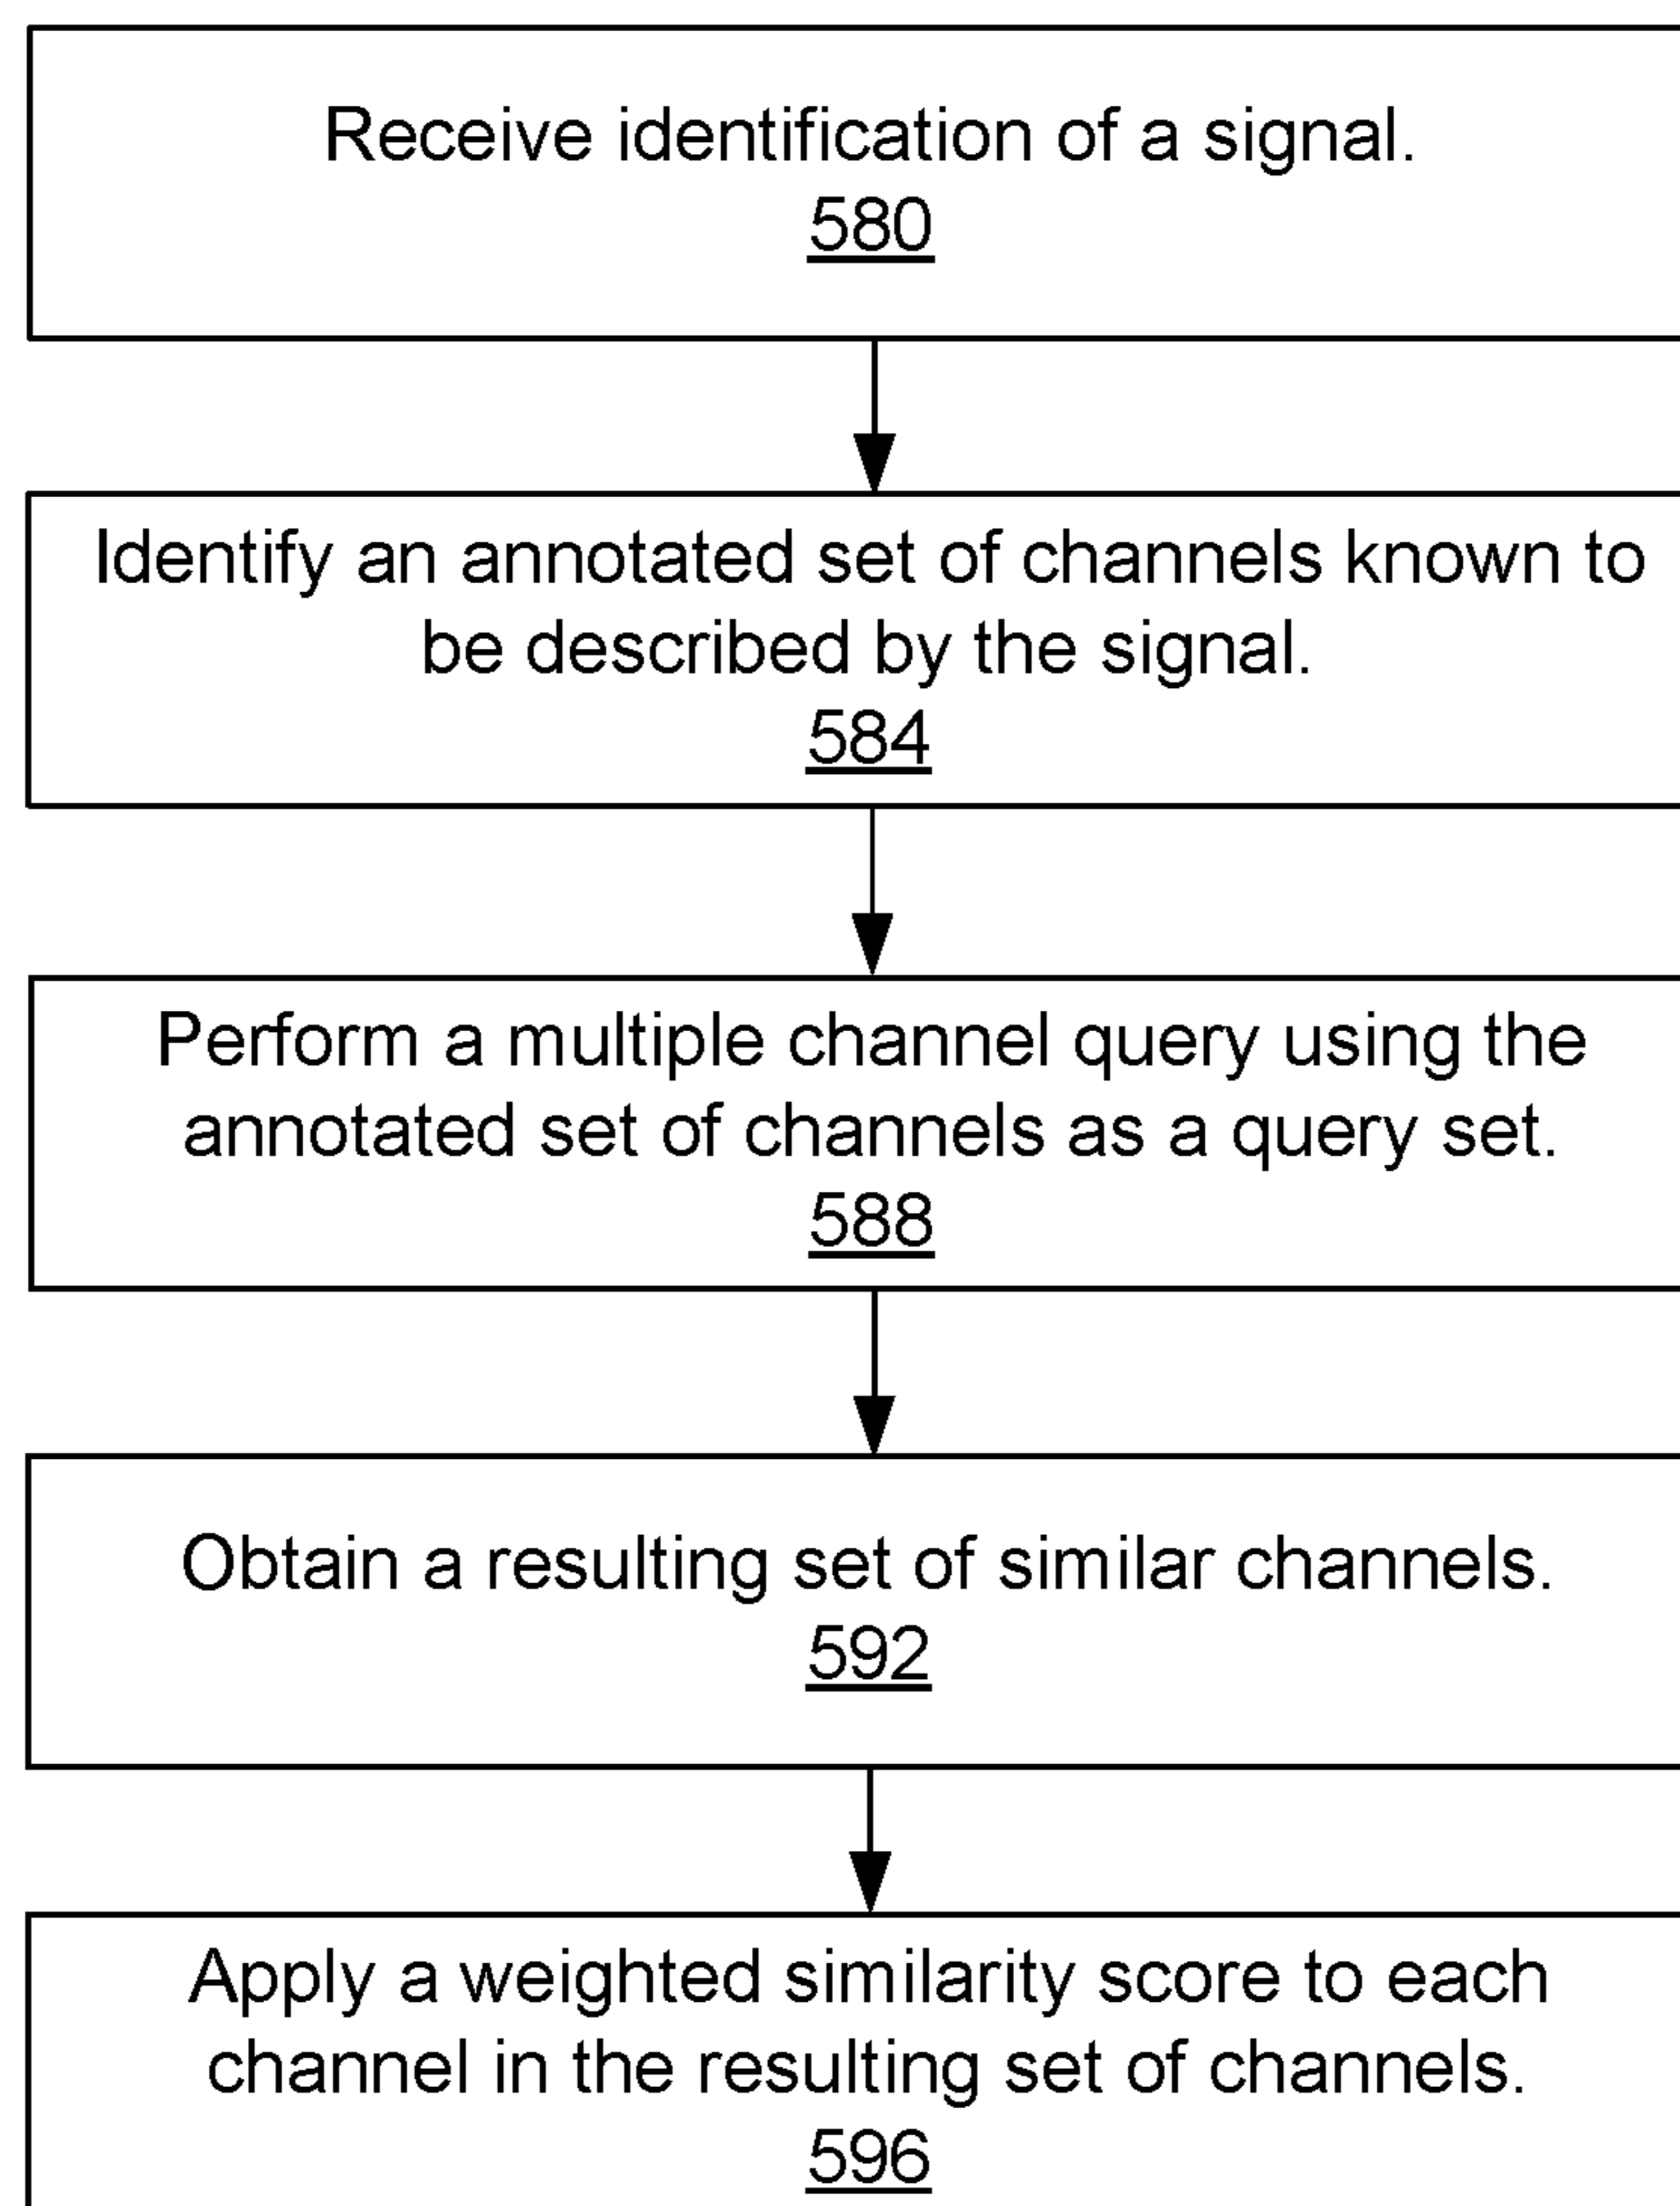 Receive identification of a signal.
580
Identify an annotated set of channels known to
be described by the signal.
584
Perform a multiple channel query using the
annotated set of channels as a query set.
588
Obtain a resulting set of similar channels.
592
Apply a weighted similarity score to each
channel in the resulting set of channels.
596